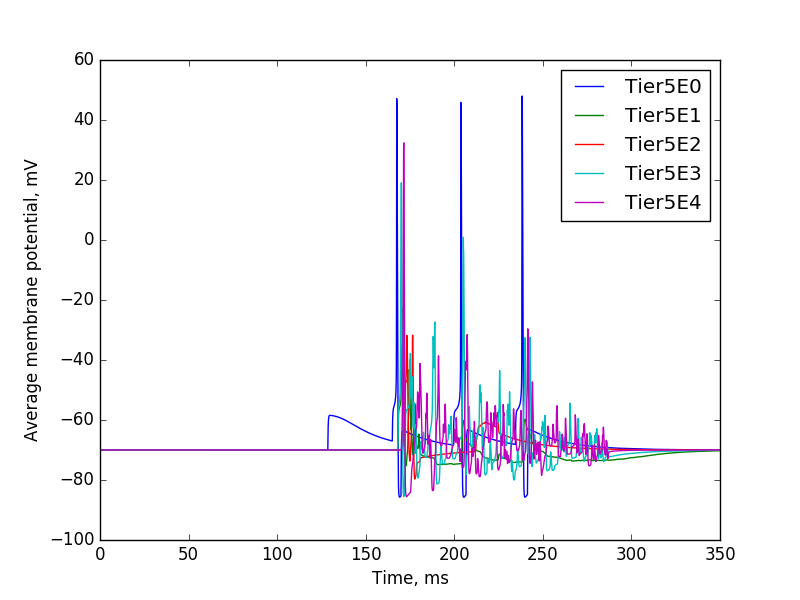 60
40
20
0
−20
−40
−60
−80
−100
Average membrane potential, mV
Tier5E0
Tier5E1
Tier5E2
Tier5E3
Tier5E4
0 50 100 150 200 250 300 350
Time, ms